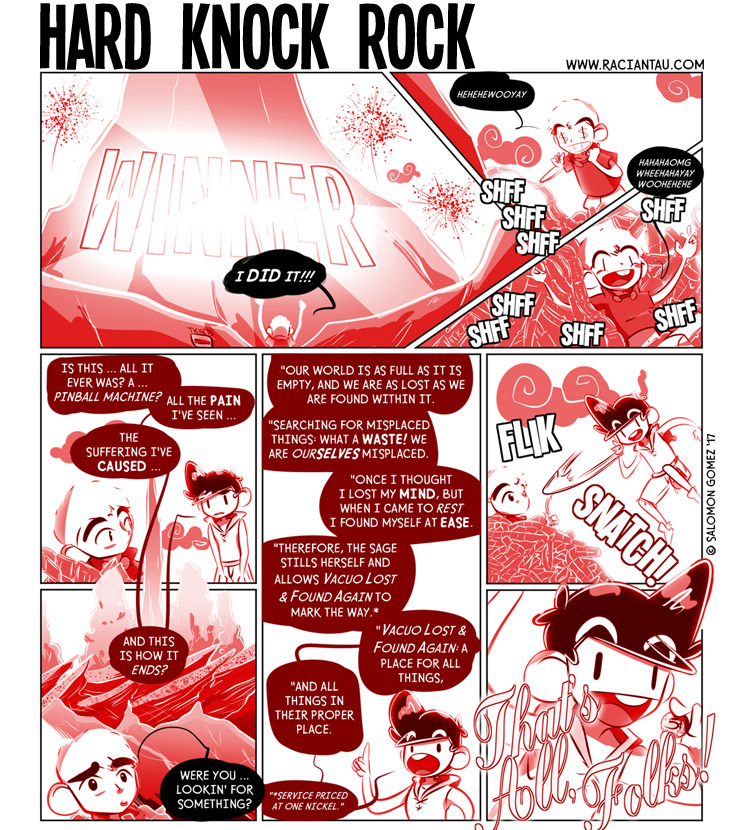 HARD KNOCK ROCK
WWW.RACIANTAU.COM
WINNER
I DID IT!!!
HEHEHEWOOYAY
SHFF
SHFF
SHFF
HAHAHAOMG
WHEEHAHAYAY
WOOHEHEHE
SHFF
SHFF
SHFF
SHFF
SHFF
IS THIS ... ALL IT
EVER WAS? A ...
PINBALL MACHINE?
ALL THE PAIN
I'VE SEEN ...
THE
SUFFERING I'VE
CAUSED ...
AND THIS
IS HOW IT
ENDS?
WERE YOU ...
LOOKIN' FOR
SOMETHING?
"OUR WORLD IS AS FULL AS IT IS
EMPTY, AND WE ARE AS LOST AS WE
ARE FOUND WITHIN IT.
"SEARCHING FOR MISPLACED
THINGS: WHAT A WASTE! WE
ARE OURSELVES MISPLACED.
"ONCE I THOUGHT
I LOST MY MIND, BUT
WHEN I CAME TO REST
I FOUND MYSELF AT EASE.
"THEREFORE, THE SAGE
STILLS HERSELF AND
ALLOWS VACUO LOST
& FOUND AGAIN TO
MARK THE WAY.*
"VACUO LOST &
FOUND AGAIN: A
PLACE FOR ALL
THINGS,
"AND ALL
THINGS IN
THEIR PROPER
PLACE.
"*SERVICE PRICED
AT ONE NICKEL."
FLIK
SNATCH!
That's
All, Folks!
© SALOMON GOMEZ '17